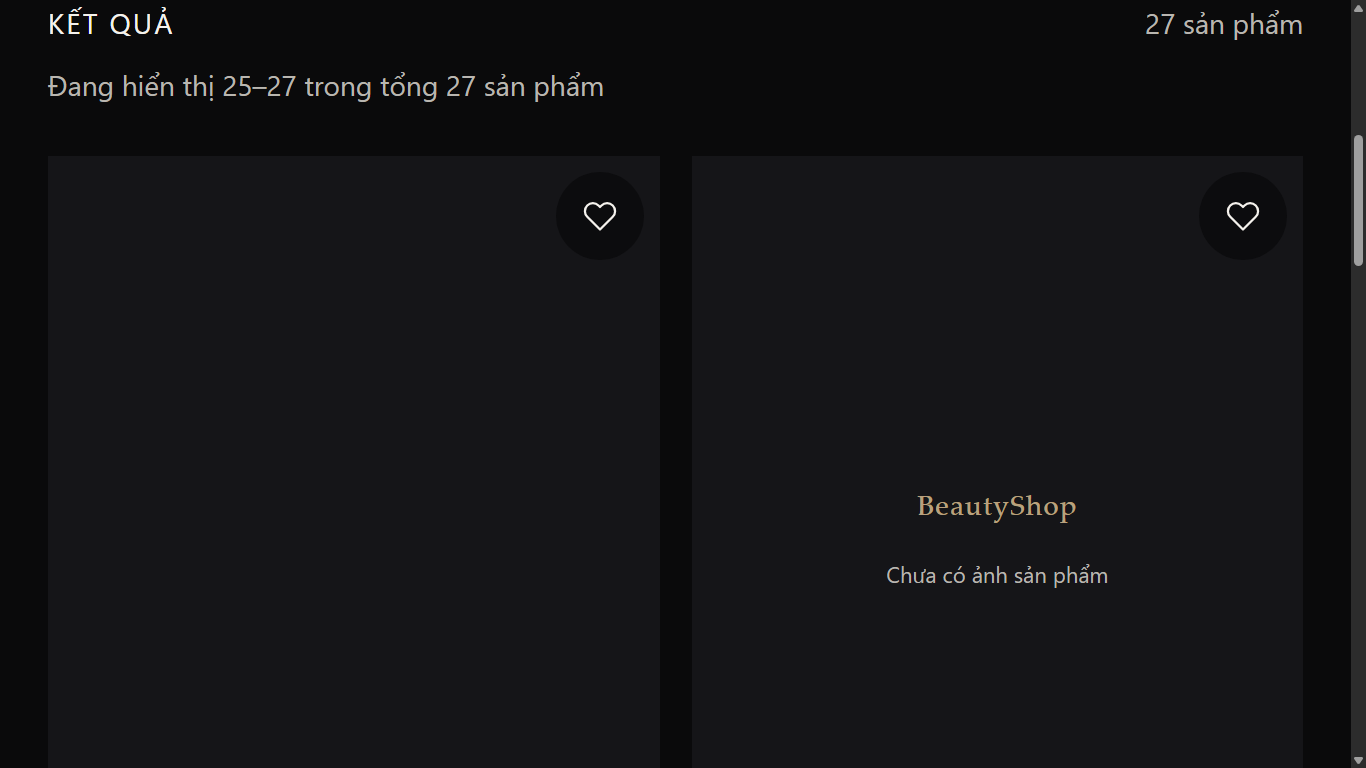 KẾT QUẢ
27 sản phẩm
Đang hiển thị 25–27 trong tổng 27 sản phẩm
BeautyShop
Chưa có ảnh sản phẩm